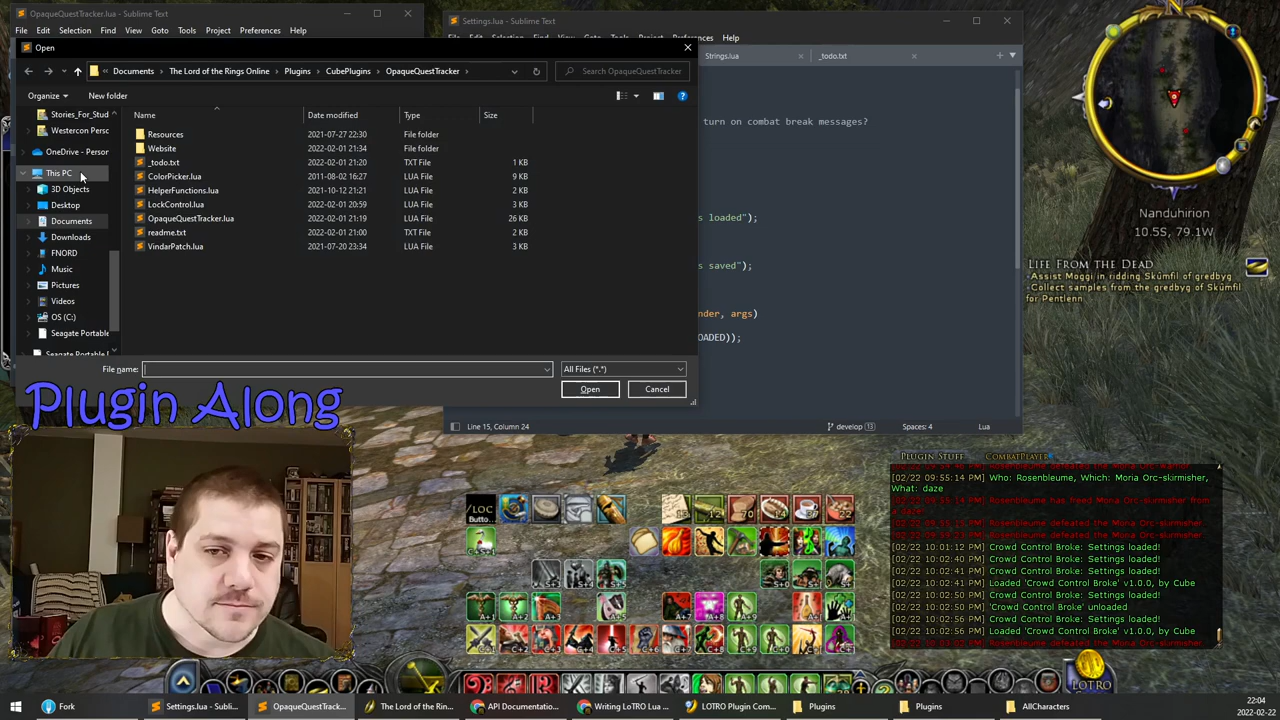 OpaqueQuestTracker.lua - Sublime Text
File Edit Selection Find View Goto Tools Project Preferences Help
Settings.lua - Sublime Text
Strings.lua
_todo.txt
Open
Documents The Lord of the Rings Online Plugins CubePlugins OpaqueQuestTracker
Search OpaqueQuestTracker
Organize New folder
Name Date modified Type Size
Stories_For_Stud
Westercon Persc
OneDrive - Person
This PC
3D Objects
Desktop
Documents
Downloads
FNORD
Music
Pictures
Videos
OS (C:)
Seagate Portable
Resources 2021-07-27 22:30 File folder
Website 2022-02-01 21:34 File folder
_todo.txt 2022-02-01 21:20 TXT File 1 KB
ColorPicker.lua 2011-08-02 16:27 LUA File 9 KB
HelperFunctions.lua 2021-10-12 21:21 LUA File 2 KB
LockControl.lua 2022-02-01 20:59 LUA File 3 KB
OpaqueQuestTracker.lua 2022-02-01 21:19 LUA File 26 KB
readme.txt 2022-02-01 21:00 TXT File 2 KB
VindarPatch.lua 2021-07-20 23:34 LUA File 3 KB
File name:
All Files (*.*)
Open Cancel
turn on combat break messages?
s loaded");
s saved");
nder, args)
OADED));
Line 15, Column 24
develop 13
Spaces: 4
Lua
Nanduhirion
10.5S, 79.1W
Life From the Dead
-Assist Moggi in ridding Skûmfil of gredbyg
-Collect samples from the gredbyg of Skûmfil
for Pentlenn
Plugin Along
Plugin Stuff CombatPlayer
[02/22 09:55:14 PM] Who: Rosenbleume, Which: Moria Orc-skirmisher,
What: daze
[02/22 10:01:12 PM] Crowd Control Broke: Settings loaded!
[02/22 10:02:40 PM] Crowd Control Broke: Settings loaded!
[02/22 10:02:41 PM] Crowd Control Broke: Settings loaded!
[02/22 10:02:41 PM] Loaded 'Crowd Control Broke' v1.0.0, by Cube
[02/22 10:02:50 PM] Crowd Control Broke: Settings loaded!
[02/22 10:02:50 PM] 'Crowd Control Broke' unloaded
[02/22 10:02:56 PM] Crowd Control Broke: Settings loaded!
[02/22 10:02:56 PM] Loaded 'Crowd Control Broke' v1.0.0, by Cube
/LOC
LOTRO
Fork
Settings.lua - Subli...
OpaqueQuestTrack...
The Lord of the Rin...
API Documentatio...
Writing LoTRO Lua ...
LOTRO Plugin Com...
Plugins
Plugins
AllCharacters
22:04
2022-02-22